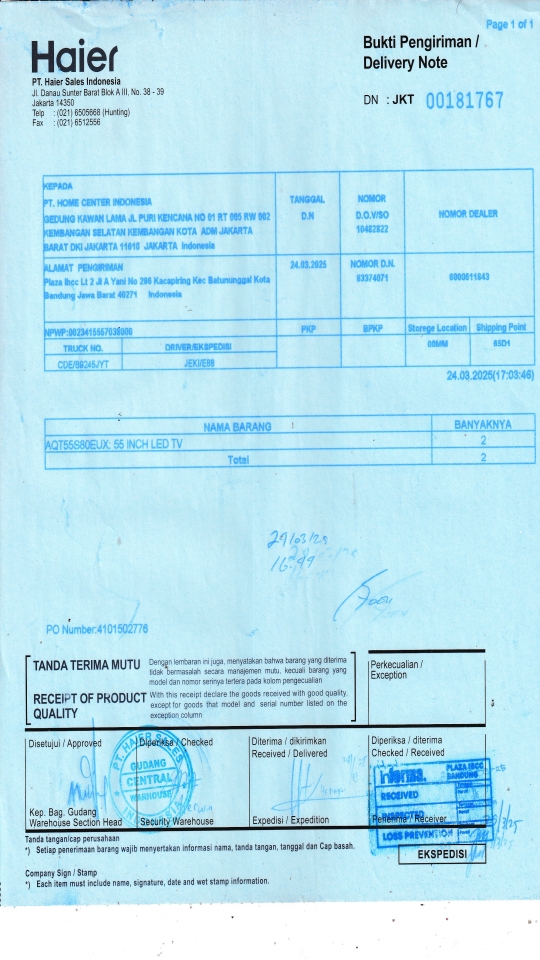 Page 1 of 1
Haier
PT. Haier Sales Indonesia
Jl. Danau Sunter Barat Blok A III, No. 38 - 39
Jakarta 14350
Telp : (021) 6505668 (Hunting)
Fax : (021) 6512556
Bukti Pengiriman /
Delivery Note
DN : JKT 00181767
KEPADA
PT. HOME CENTER INDONESIA
GEDUNG KAWAN LAMA JL PURI KENCANA NO 01 RT 005 RW 002
KEMBANGAN SELATAN KEMBANGAN KOTA ADM JAKARTA
BARAT DKI JAKARTA 11610 JAKARTA Indonesia
TANGGAL
D.N
NOMOR
D.O.V/SO
10482822
NOMOR DEALER
ALAMAT PENGIRIMAN
Plaza Ibcc Lt 2 Jl A Yani No 296 Kacapiring Kec Batununggal Kota
Bandung Jawa Barat 40271 Indonesia
24.03.2025
NOMOR D.N.
83374071
6000011843
NPWP:0023415557038000
PKP
BPKP
Storege Location
Shipping Point
TRUCK NO.
DRIVER/EKSPEDISI
00MM
65D1
CDE/89245/YT
JEKI/E88
24.03.2025(17:03:46)
NAMA BARANG
BANYAKNYA
AQT55S80EUX: 55 INCH LED TV
2
Total
2
PO Number:4101502776
TANDA TERIMA MUTU
Dengan lembaran ini juga, menyatakan bahwa barang yang diterima
tidak bermasalah secara manajemen mutu, kecuali barang yang
model dan nomor serinya tertera pada kolom pengecualian
RECEIPT OF PRODUCT
QUALITY
With this receipt declare the goods received with good quality,
except for goods that model and serial number listed on the
exception column
Perkecualian /
Exception
Disetujui / Approved
Diperiksa / Checked
Diterima / dikirimkan
Received / Delivered
Diperiksa / diterima
Checked / Received
PT. HAIER SALES
GUDANG
CENTRAL
WAREHOUSE
informa
PLAZA IBCC
BANDUNG
RECEIVED
INSPECTED
LOSS PREVENTION
Kep. Bag. Gudang
Warehouse Section Head
Security Warehouse
Expedisi / Expedition
Penerima / Receiver
EKSPEDISI
Tanda tangan/cap perusahaan
*) Setiap penerimaan barang wajib menyertakan informasi nama, tanda tangan, tanggal dan Cap basah.
Company Sign / Stamp
*) Each item must include name, signature, date and wet stamp information.